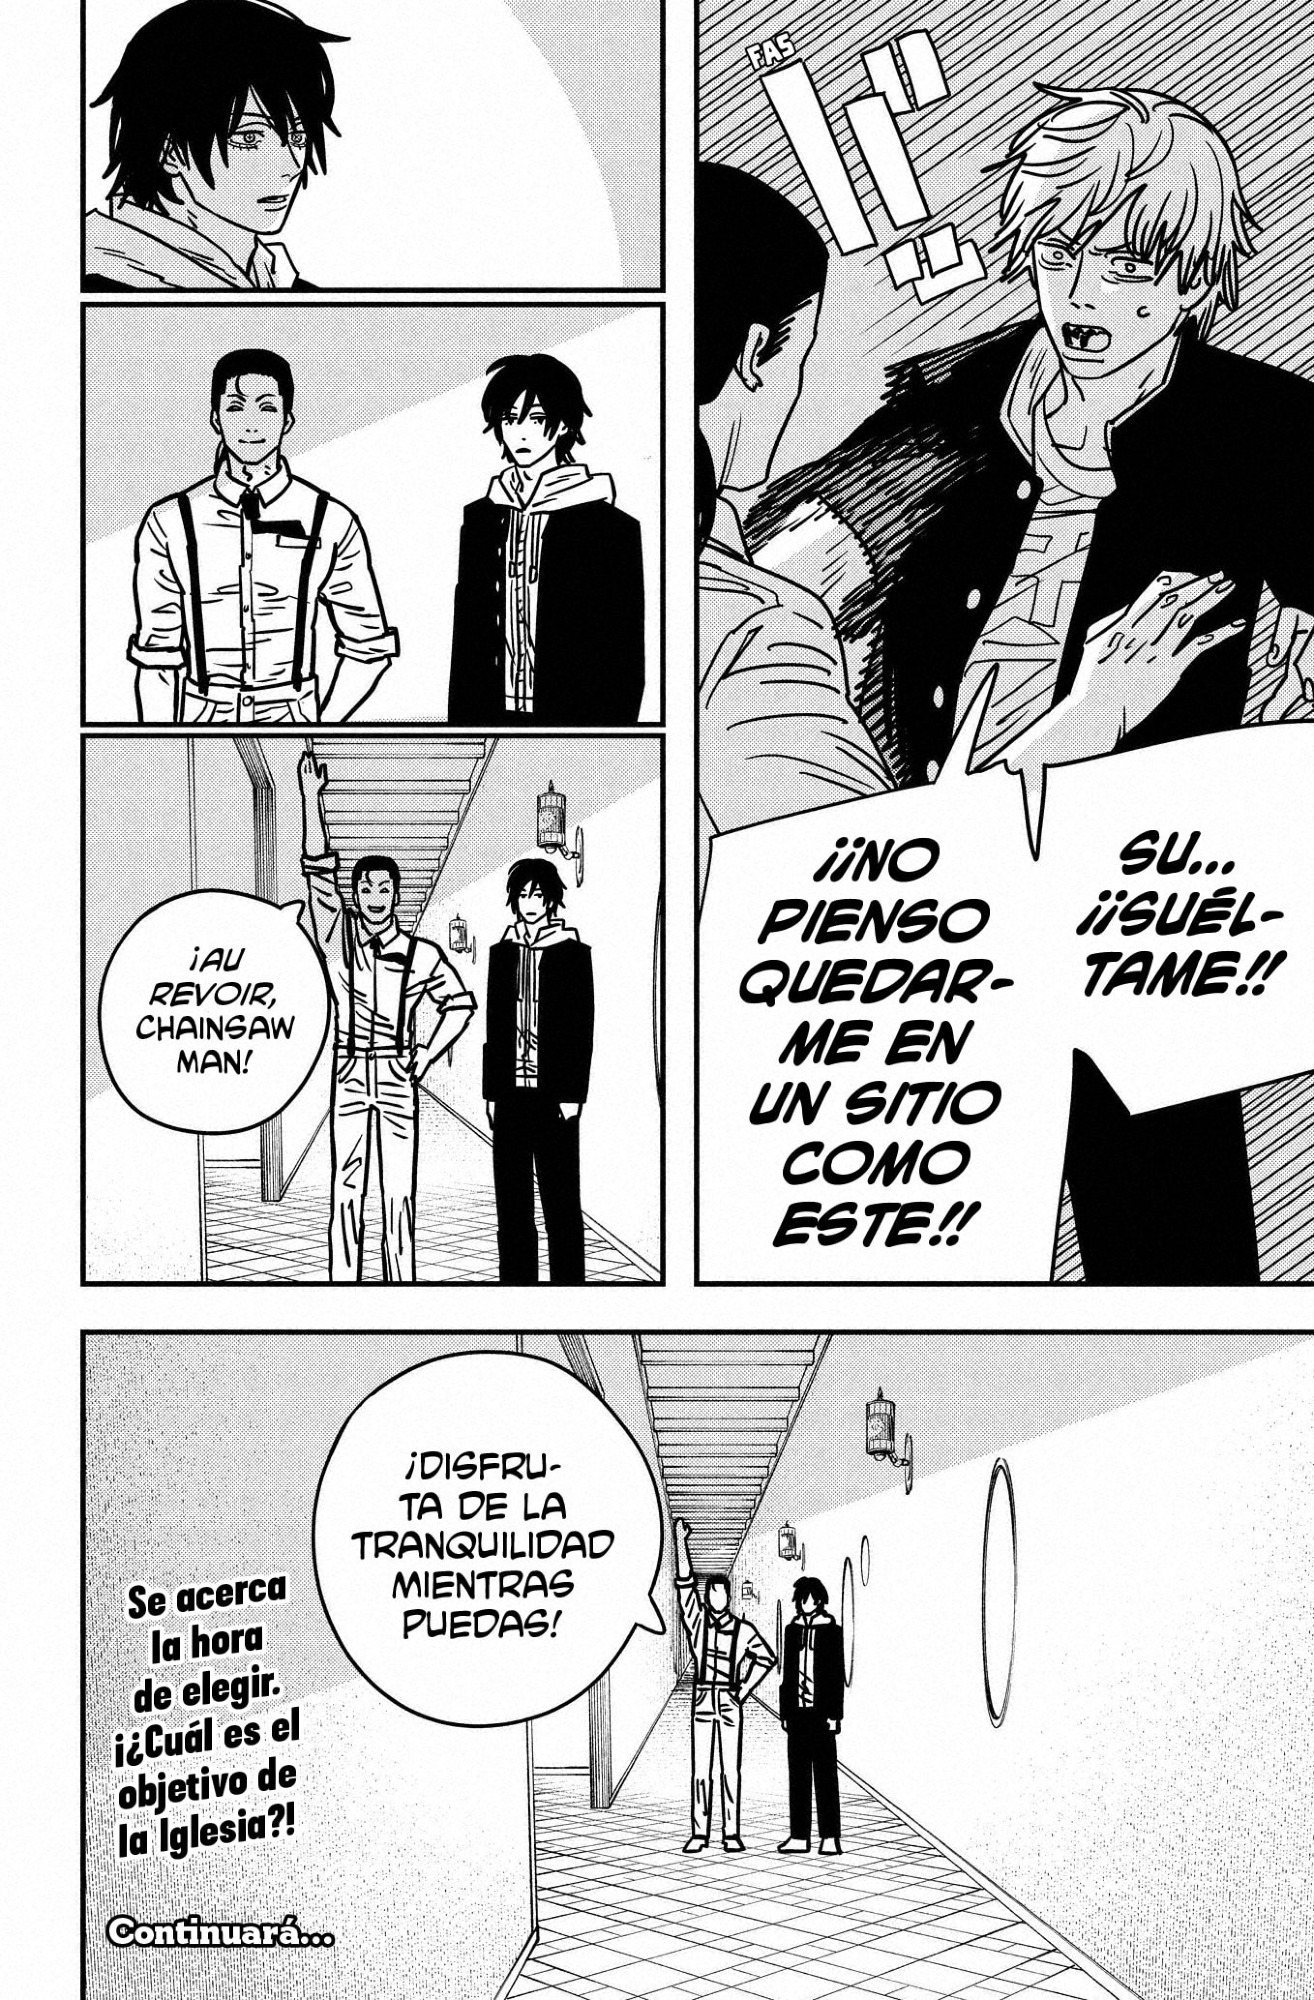 FAS
バッ
SU...
¡¡SUÉL-
TAME!!
¡¡NO
PIENSO
QUEDAR-
ME EN
UN SITIO
COMO
ESTE!!
¡AU
REVOIR,
CHAINSAW
MAN!
¡DISFRU-
TA DE LA
TRANQUILIDAD
MIENTRAS
PUEDAS!
Se acerca
la hora
de elegir.
¡¿Cuál es el
objetivo de
la Iglesia?!
Continuará...